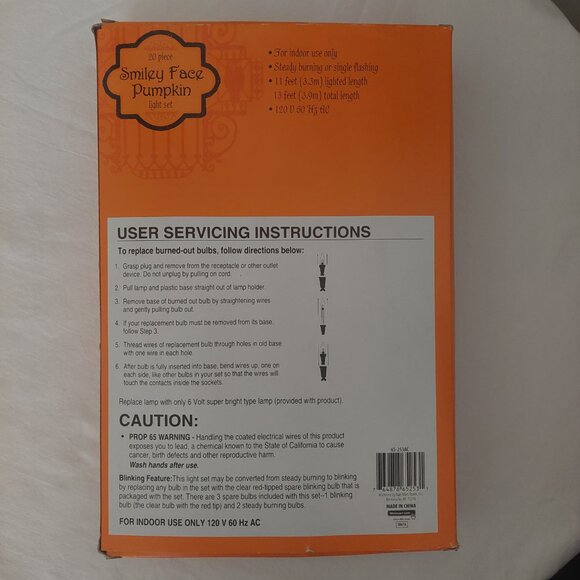 20 piece
Smiley Face
Pumpkin
light set
• For indoor use only
• Steady burning or single flashing
• 11 feet (3.3m) lighted length
13 feet (3.9m) total length
• 120 V 60 Hz AC
USER SERVICING INSTRUCTIONS
To replace burned-out bulbs, follow directions below:
1. Grasp plug and remove from the receptacle or other outlet
device. Do not unplug by pulling on cord.
2. Pull lamp and plastic base straight out of lamp holder.
3. Remove base of burned out bulb by straightening wires
and gently pulling bulb out.
4. If your replacement bulb must be removed from its base,
follow Step 3.
5. Thread wires of replacement bulb through holes in old base
with one wire in each hole.
6. After bulb is fully inserted into base, bend wires up, one on
each side, like other bulbs in your set so that the wires will
touch the contacts inside the sockets.
Replace lamp with only 6 Volt super bright type lamp (provided with product).
CAUTION:
• PROP 65 WARNING - Handling the coated electrical wires of this product
exposes you to lead, a chemical known to the State of California to cause
cancer, birth defects and other reproductive harm.
Wash hands after use.
Blinking Feature: This light set may be converted from steady burning to blinking
by replacing any bulb in the set with the clear red-tipped spare blinking bulb that is
packaged with the set. There are 3 spare bulbs included with this set--1 blinking
bulb (the clear bulb with the red tip) and 2 steady burning bulbs.
FOR INDOOR USE ONLY 120 V 60 Hz AC
MADE IN CHINA